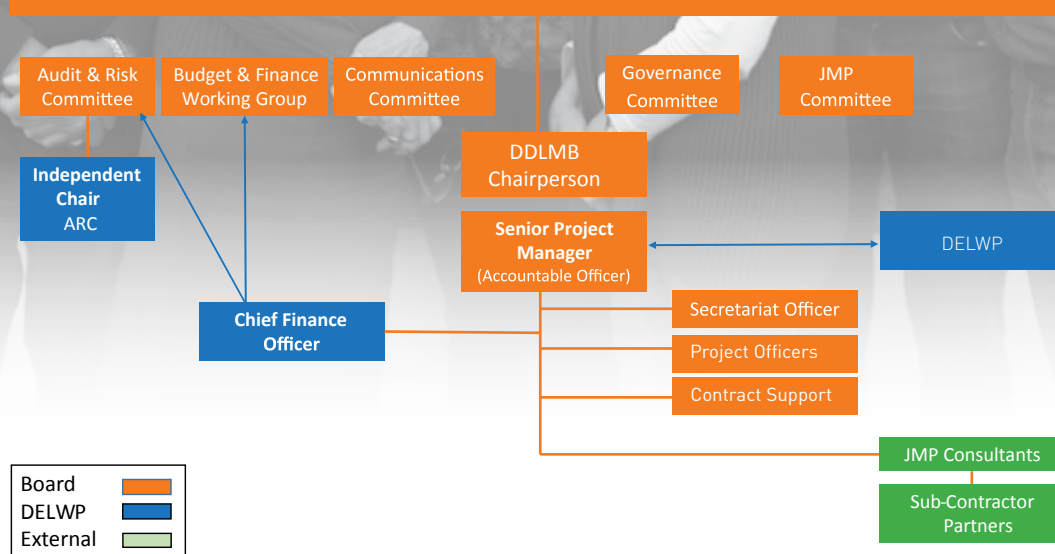 Audit & Risk
Committee
Budget & Finance
Working Group
Communications
Committee
Governance
Committee
JMP
Committee
DDLMB
Chairperson
Independent
Chair
ARC
Senior Project
Manager
(Accountable Officer)
DELWP
Chief Finance
Officer
Secretariat Officer
Project Officers
Contract Support
JMP Consultants
Sub-Contractor
Partners
Board
DELWP
External